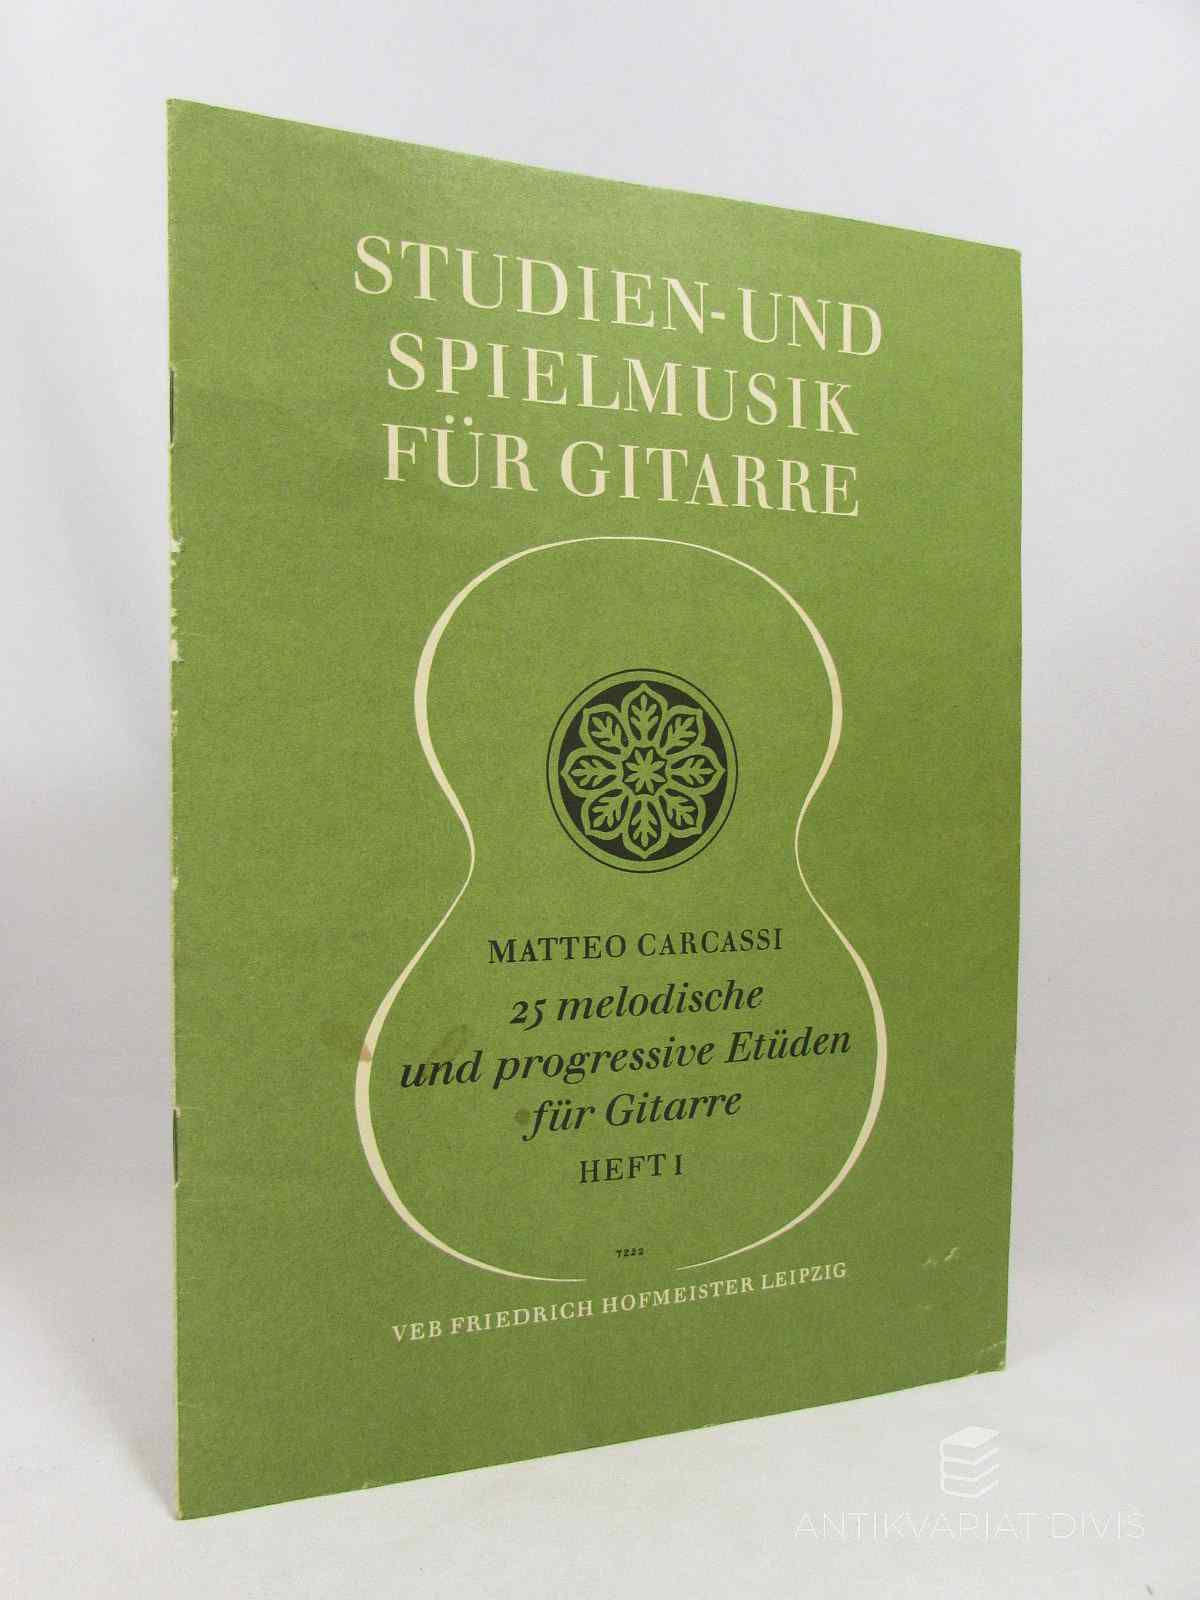 STUDIEN-UND
SPIELMUSIK
FÜR GITARRE
MATTEO CARCASSI
25 melodische
und progressive Etüden
für Gitarre
HEFT I
7222
VEB FRIEDRICH HOFMEISTER LEIPZIG
ANTIKVARIAT DIVIŠ